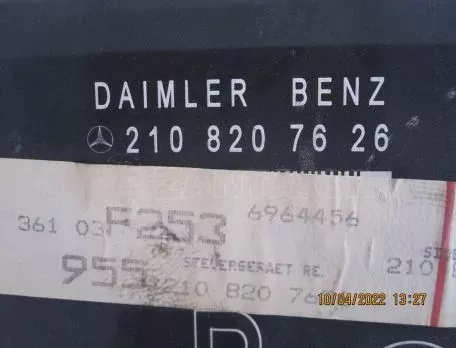 DAIMLER BENZ
210 820 76 26
6964456
361 03 F253
955 STEUERGERAET RE. 210
210 820 76
10/04/2022 13:27